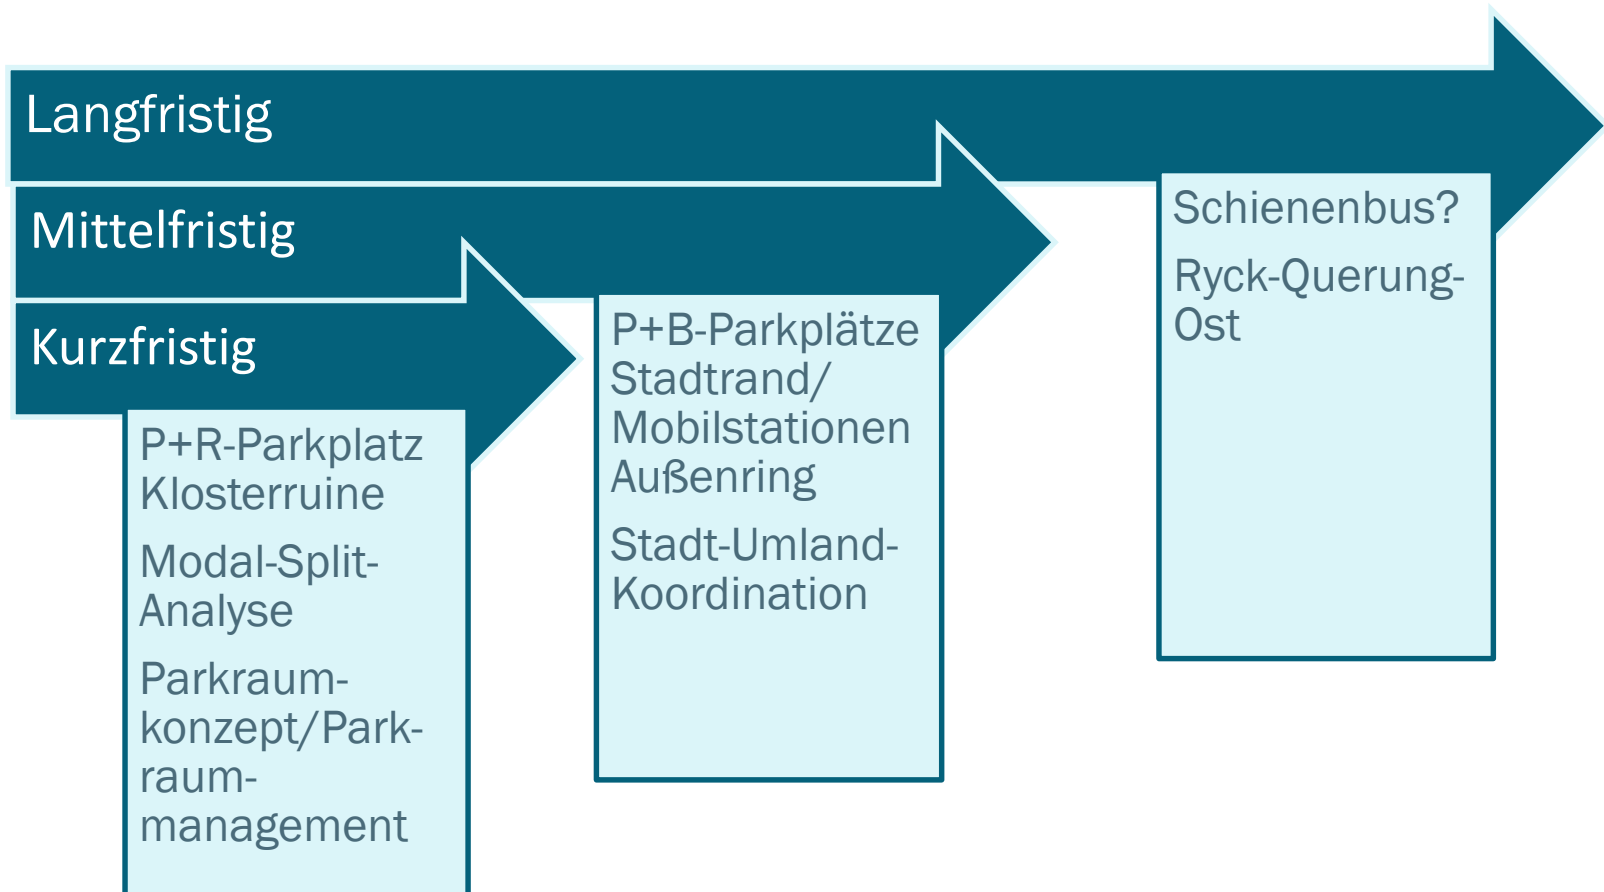 Langfristig
Mittelfristig
Kurzfristig
P+R-Parkplatz
Klosterruine
Modal-Split-
Analyse
Parkraum-
konzept/Park-
raum-
management
P+B-Parkplätze
Stadtrand/
Mobilstationen
Außenring
Stadt-Umland-
Koordination
Schienenbus?
Ryck-Querung-
Ost